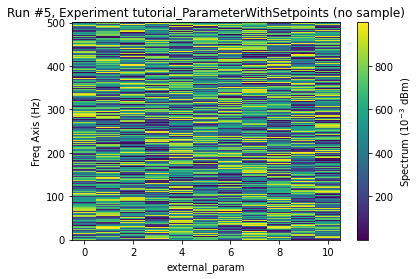 Run #5, Experiment tutorial_ParameterWithSetpoints (no sample)
500
400
300
200
100
0
Freq Axis (Hz)
0 2 4 6 8 10
external_param
800
600
400
200
Spectrum (10⁻³ dBm)